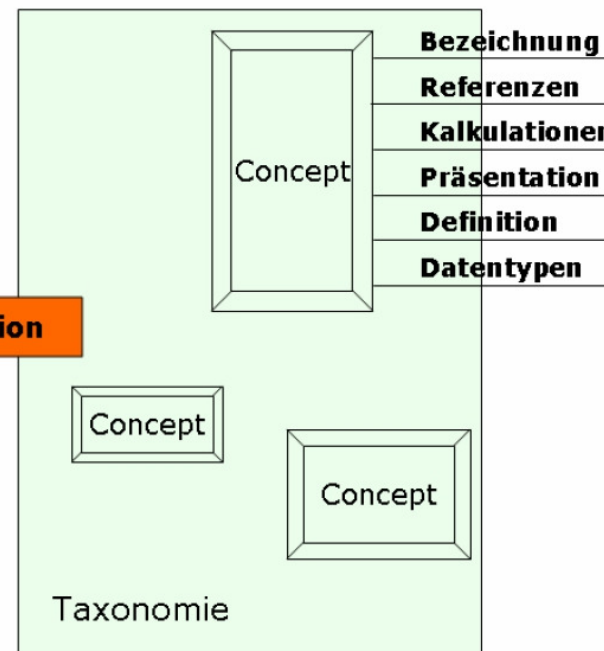 Bezeichnung
Referenzen
Kalkulationen
Concept
Präsentation
Definition
Datentypen
Concept
Concept
Taxonomie